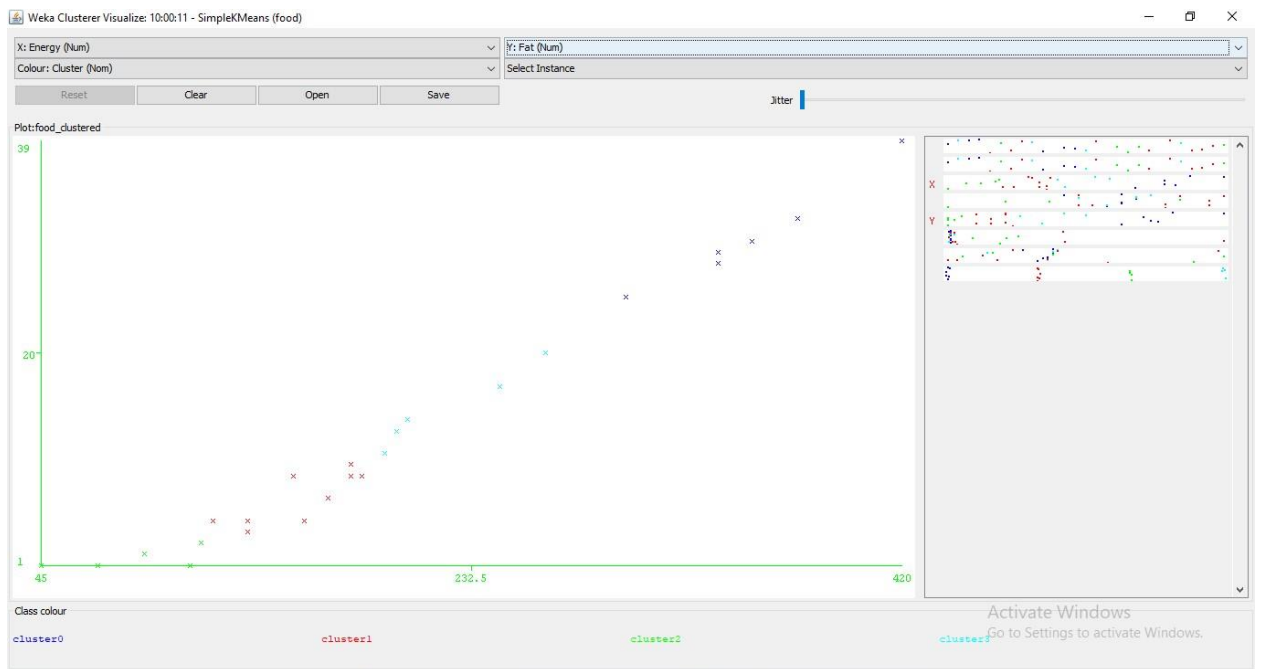 Weka Clusterer Visualize: 10:00:11 - SimpleKMeans (food)
X: Energy (Num)
Y: Fat (Num)
Colour: Cluster (Nom)
Select Instance
Reset
Clear
Open
Save
Jitter
Plot:food_clustered
39
20
1
45
232.5
420
X
Y
Class colour
cluster0
cluster1
cluster2
cluster3
Activate Windows
Go to Settings to activate Windows.